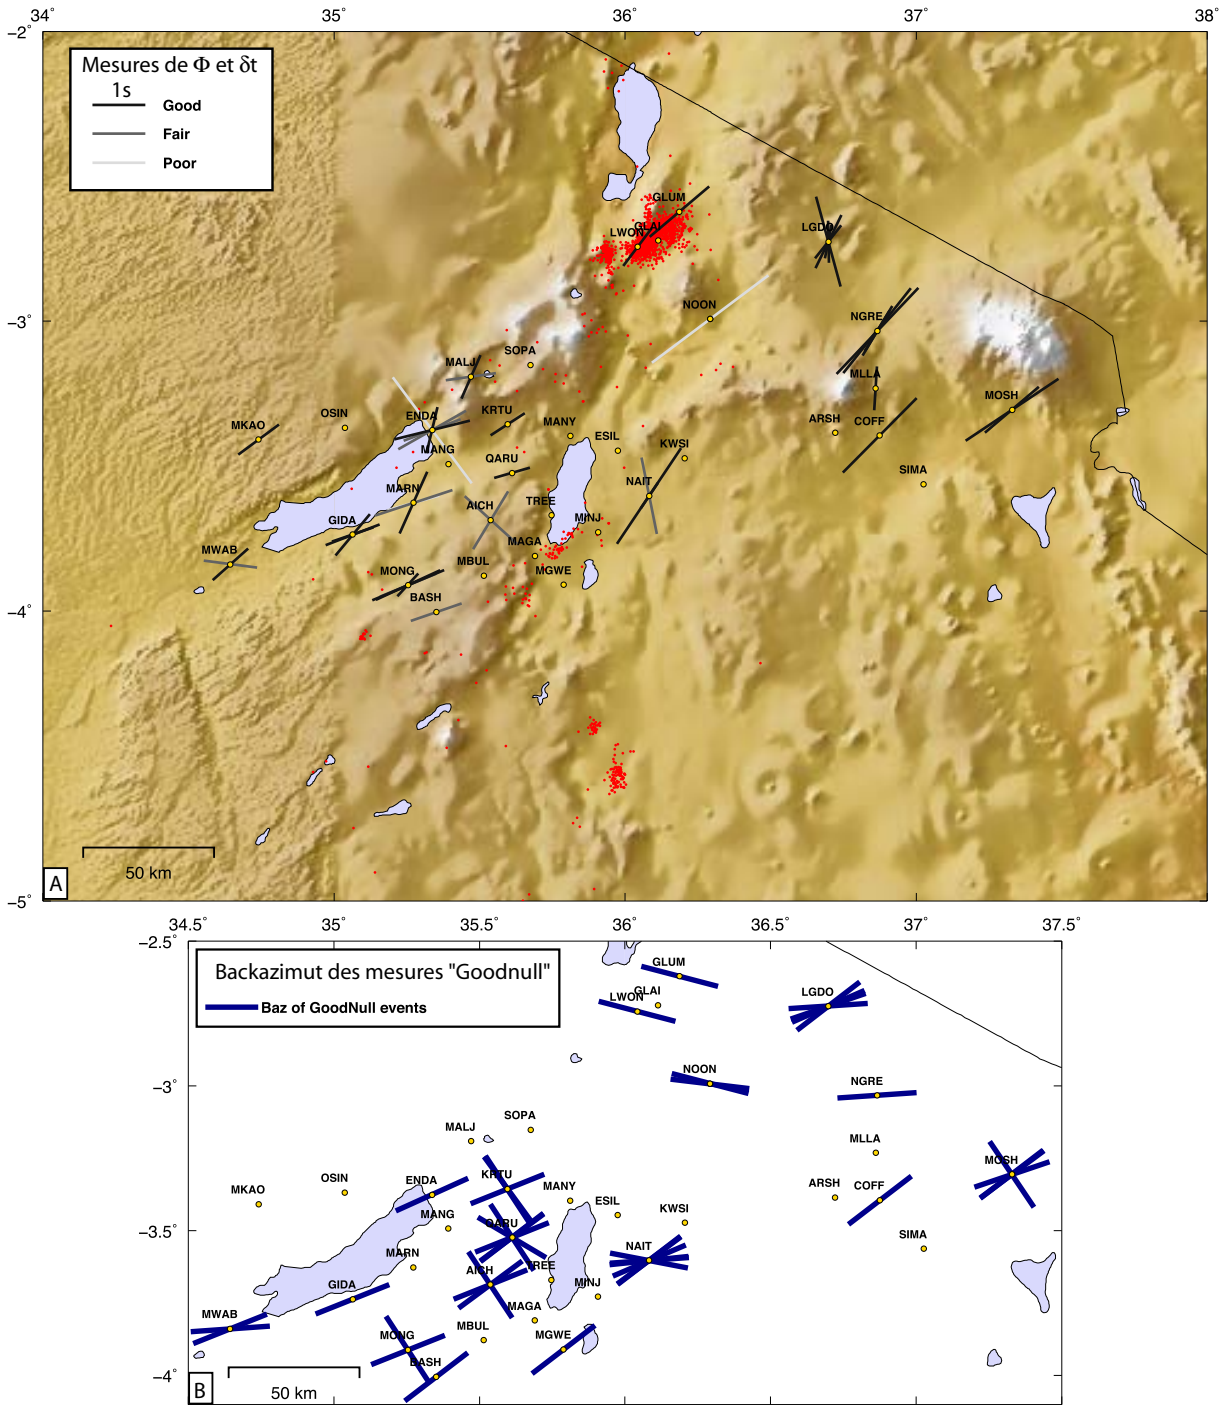 34° 35° 36° 37° 38°
-2°
Mesures de Φ et δt
1s
Good
Fair
Poor
GLUM
GLAI
LWON
LGDO
NOON
-3°
NGRE
SOPA
MALJ
MLLA
MOSH
KRTU
OSIN
ENDA
MKAO
MANY
ARSH
COFF
ESIL
KWSI
MANG
QARU
SIMA
NAIT
MARN
TREE
AICH
GIDA
MINJ
MAGA
MWAB
MBUL
MONG
MGWE
BASH
-4°
50 km
A
-5°
34.5° 35° 35.5° 36° 36.5° 37° 37.5°
-2.5°
Backazimut des mesures "Goodnull"
Baz of GoodNull events
GLUM
GLAI
LWON
LGDO
NOON
-3°
NGRE
SOPA
MALJ
MLLA
MOSH
KRTU
OSIN
ENDA
MKAO
MANY
ARSH
COFF
ESIL
KWSI
MANG
QARU
SIMA
-3.5°
NAIT
MARN
TREE
AICH
GIDA
MINJ
MAGA
MWAB
MBUL
MONG
MGWE
BASH
-4°
50 km
B